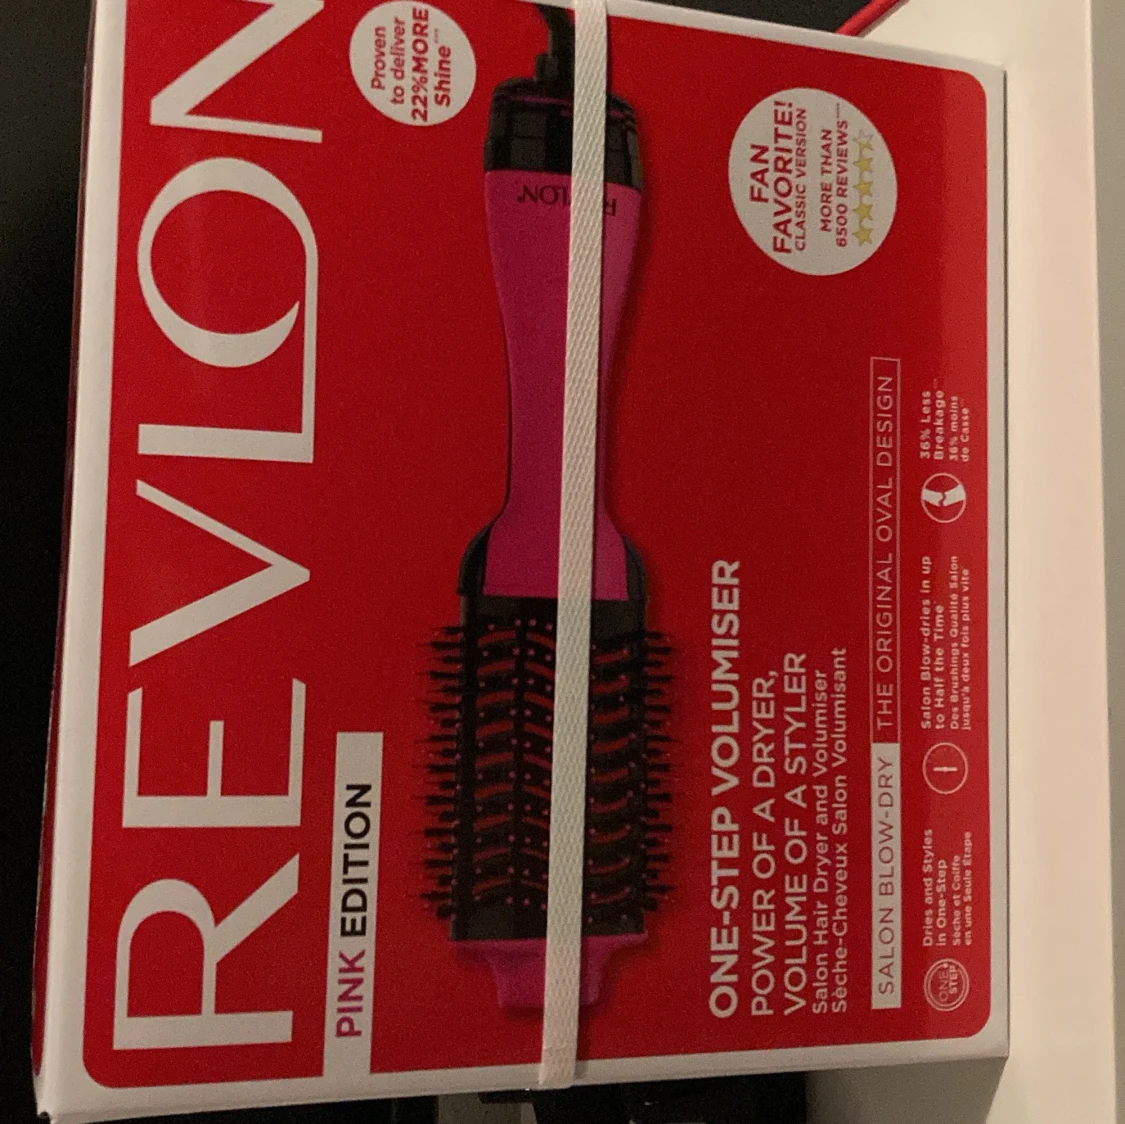 REVLON
Proven
to deliver
22%MORE
Shine***
PINK EDITION
REVLON
FAN
FAVORITE!
CLASSIC VERSION
MORE THAN
6500 REVIEWS****
ONE-STEP VOLUMISER
POWER OF A DRYER,
VOLUME OF A STYLER
Salon Hair Dryer and Volumiser
Sèche-Cheveux Salon Volumisant
SALON BLOW-DRY THE ORIGINAL OVAL DESIGN
ONE
STEP
Dries and Styles
in One-Step
Sèche et Coiffe
en une Seule Étape
Salon Blow-dries in up
to Half the Time*
Des Brushings Qualité Salon
jusqu'à deux fois plus vite*
36% Less
Breakage**
36% moins
de Casse**